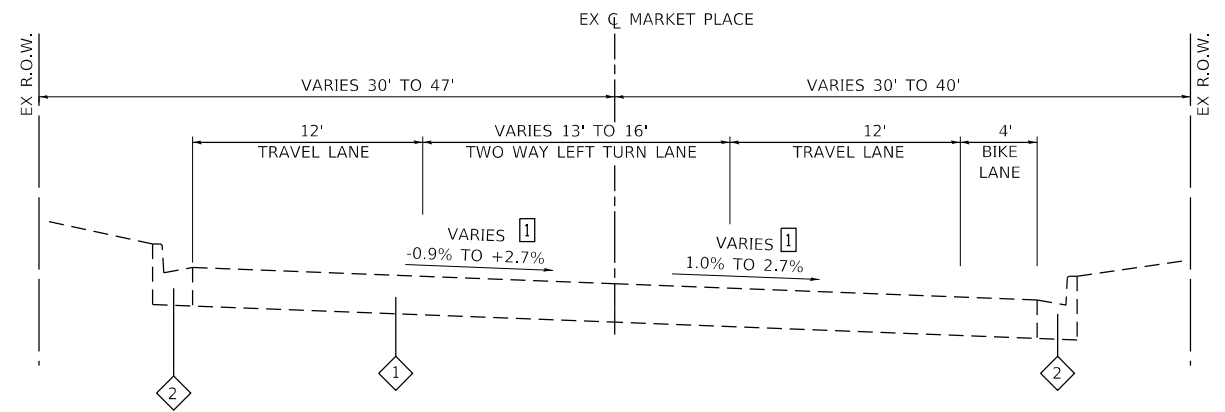 EX ℄ MARKET PLACE
EX R.O.W.
EX R.O.W.
VARIES 30' TO 47'
VARIES 30' TO 40'
12'
TRAVEL LANE
VARIES 13' TO 16'
TWO WAY LEFT TURN LANE
12'
TRAVEL LANE
4'
BIKE
LANE
VARIES 1
-0.9% TO +2.7%
VARIES 1
1.0% TO 2.7%
2
1
2